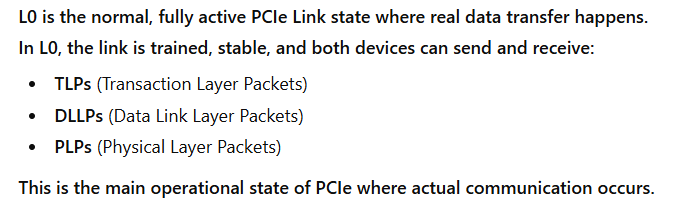 L0 is the normal, fully active PCIe Link state where real data transfer happens.
In L0, the link is trained, stable, and both devices can send and receive:
• TLPs (Transaction Layer Packets)
• DLLPs (Data Link Layer Packets)
• PLPs (Physical Layer Packets)
This is the main operational state of PCIe where actual communication occurs.